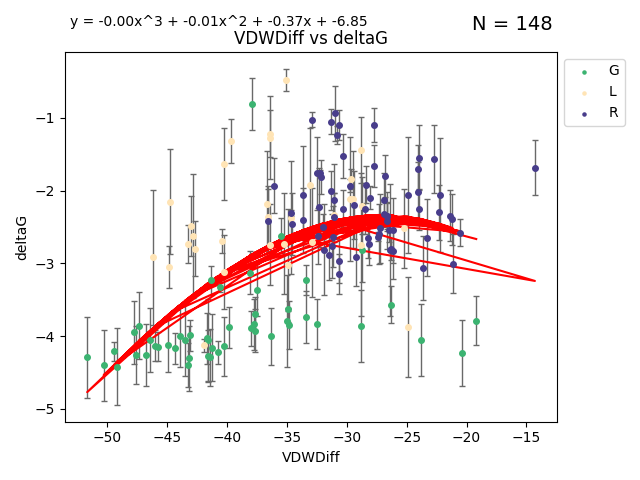 y = -0.00x^3 + -0.01x^2 + -0.37x + -6.85
N = 148
VDWDiff vs deltaG
G
L
R
deltaG
−1
−2
−3
−4
−5
−50 −45 −40 −35 −30 −25 −20 −15
VDWDiff